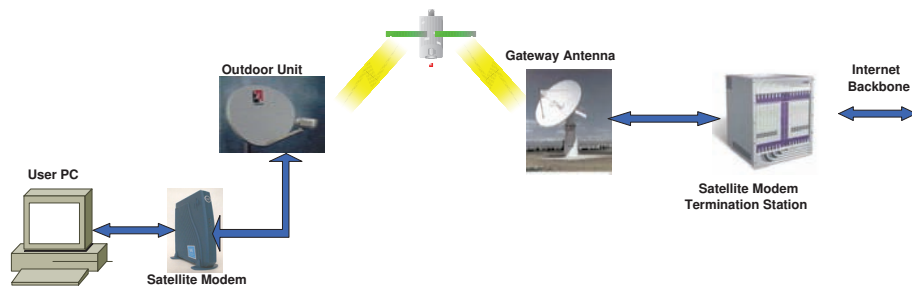 Outdoor Unit
Gateway Antenna
Internet
Backbone
User PC
Satellite Modem
Satellite Modem
Termination Station